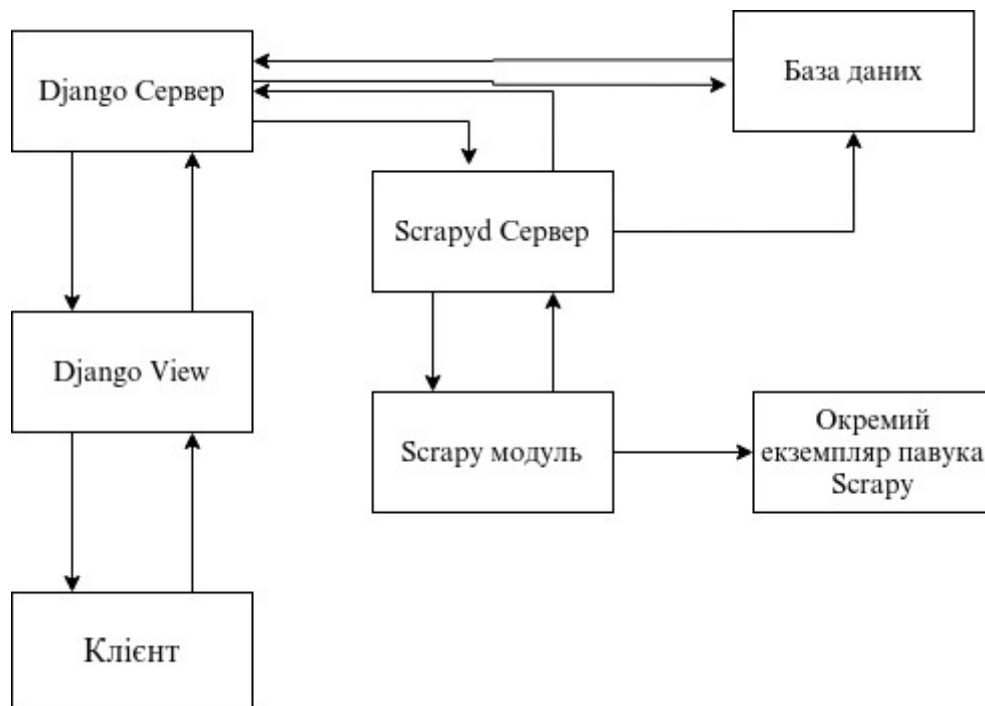 Django Сервер
База даних
Scrapyd Сервер
Django View
Scrapy модуль
Окремий
екземпляр павука
Scrapy
Клієнт